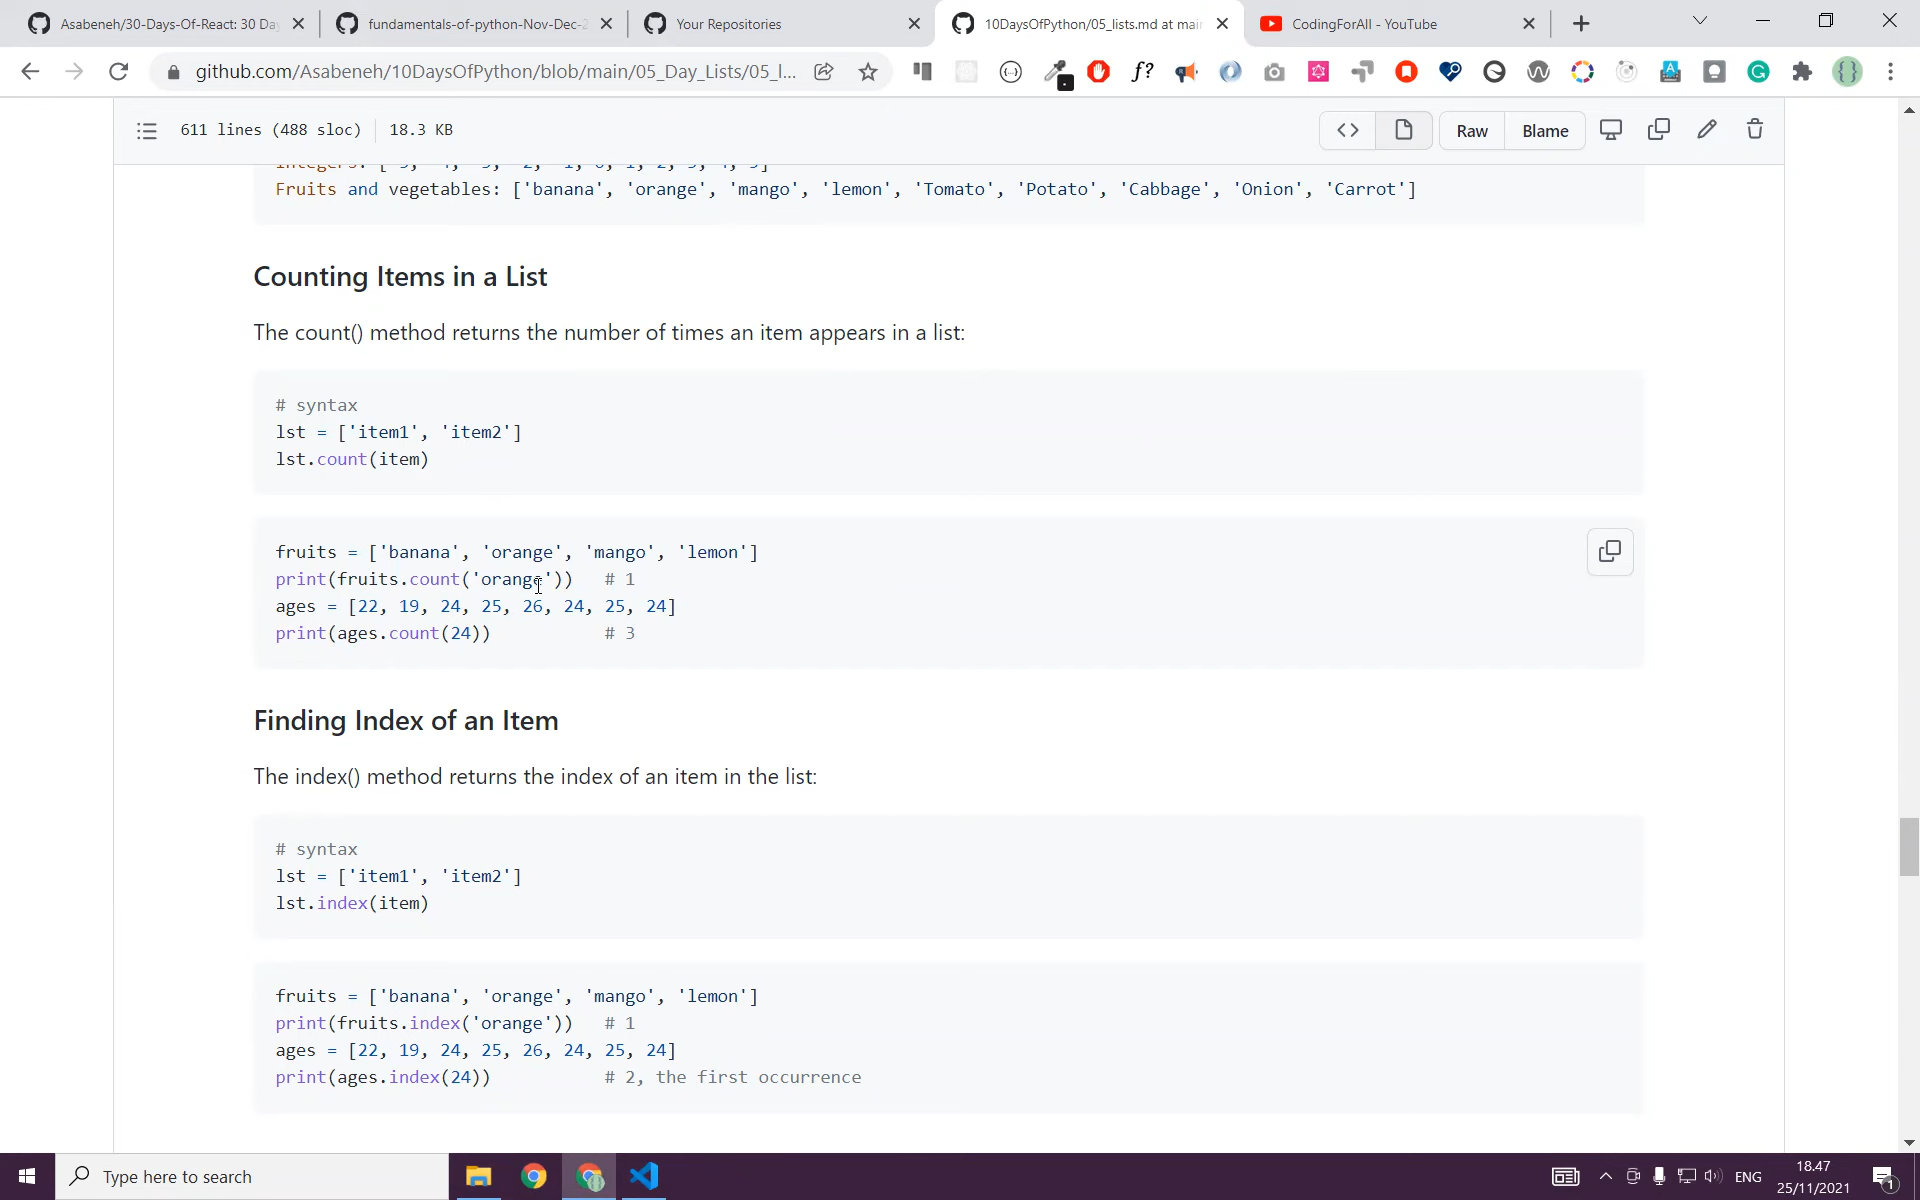 Asabeneh/30-Days-Of-React: 30 Da
fundamentals-of-python-Nov-Dec-2
Your Repositories
10DaysOfPython/05_lists.md at main
CodingForAll - YouTube
github.com/Asabeneh/10DaysOfPython/blob/main/05_Day_Lists/05_l...
611 lines (488 sloc)
18.3 KB
Raw
Blame
Fruits and vegetables: ['banana', 'orange', 'mango', 'lemon', 'Tomato', 'Potato', 'Cabbage', 'Onion', 'Carrot']
Counting Items in a List
The count() method returns the number of times an item appears in a list:
# syntax
lst = ['item1', 'item2']
lst.count(item)
fruits = ['banana', 'orange', 'mango', 'lemon']
print(fruits.count('orange'))   # 1
ages = [22, 19, 24, 25, 26, 24, 25, 24]
print(ages.count(24))           # 3
Finding Index of an Item
The index() method returns the index of an item in the list:
# syntax
lst = ['item1', 'item2']
lst.index(item)
fruits = ['banana', 'orange', 'mango', 'lemon']
print(fruits.index('orange'))   # 1
ages = [22, 19, 24, 25, 26, 24, 25, 24]
print(ages.index(24))           # 2, the first occurrence
Type here to search
ENG
18.47
25/11/2021
1